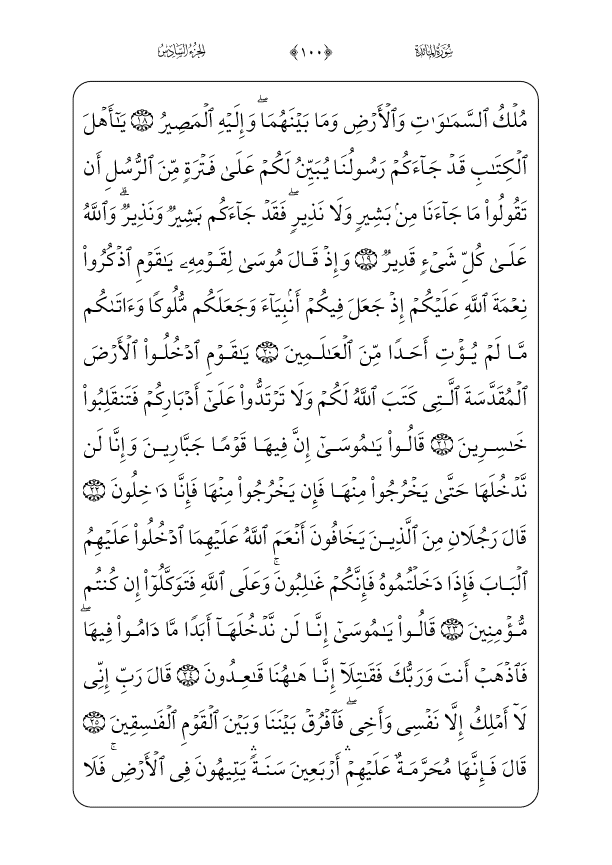 سُورَةُ المَائِدَة ﴿١٠٠﴾ الجُزءُ السَّادِس
مُلۡكُ ٱلسَّمَٰوَٰتِ وَٱلۡأَرۡضِ وَمَا بَيۡنَهُمَاۖ وَإِلَيۡهِ ٱلۡمَصِيرُ ١٨ يَٰٓأَهۡلَ
ٱلۡكِتَٰبِ قَدۡ جَآءَكُمۡ رَسُولُنَا يُبَيِّنُ لَكُمۡ عَلَىٰ فَتۡرَةٖ مِّنَ ٱلرُّسُلِ أَن
تَقُولُواْ مَا جَآءَنَا مِنۢ بَشِيرٖ وَلَا نَذِيرٖۖ فَقَدۡ جَآءَكُم بَشِيرٞ وَنَذِيرٞۗ وَٱللَّهُ
عَلَىٰ كُلِّ شَيۡءٖ قَدِيرٞ ١٩ وَإِذۡ قَالَ مُوسَىٰ لِقَوۡمِهِۦ يَٰقَوۡمِ ٱذۡكُرُواْ
نِعۡمَةَ ٱللَّهِ عَلَيۡكُمۡ إِذۡ جَعَلَ فِيكُمۡ أَنۢبِيَآءَ وَجَعَلَكُم مُّلُوكٗا وَءَاتَىٰكُم
مَّا لَمۡ يُؤۡتِ أَحَدٗا مِّنَ ٱلۡعَٰلَمِينَ ٢٠ يَٰقَوۡمِ ٱدۡخُلُواْ ٱلۡأَرۡضَ
ٱلۡمُقَدَّسَةَ ٱلَّتِي كَتَبَ ٱللَّهُ لَكُمۡ وَلَا تَرۡتَدُّواْ عَلَىٰٓ أَدۡبَارِكُمۡ فَتَنقَلِبُواْ
خَٰسِرِينَ ٢١ قَالُواْ يَٰمُوسَىٰٓ إِنَّ فِيهَا قَوۡمٗا جَبَّارِينَ وَإِنَّا لَن
نَّدۡخُلَهَا حَتَّىٰ يَخۡرُجُواْ مِنۡهَا فَإِن يَخۡرُجُواْ مِنۡهَا فَإِنَّا دَٰخِلُونَ ٢٢
قَالَ رَجُلَانِ مِنَ ٱلَّذِينَ يَخَافُونَ أَنۡعَمَ ٱللَّهُ عَلَيۡهِمَا ٱدۡخُلُواْ عَلَيۡهِمُ
ٱلۡبَابَ فَإِذَا دَخَلۡتُمُوهُ فَإِنَّكُمۡ غَٰلِبُونَۚ وَعَلَى ٱللَّهِ فَتَوَكَّلُوٓاْ إِن كُنتُم
مُّؤۡمِنِينَ ٢٣ قَالُواْ يَٰمُوسَىٰٓ إِنَّا لَن نَّدۡخُلَهَآ أَبَدٗا مَّا دَامُواْ فِيهَاۖ
فَٱذۡهَبۡ أَنتَ وَرَبُّكَ فَقَٰتِلَآ إِنَّا هَٰهُنَا قَٰعِدُونَ ٢٤ قَالَ رَبِّ إِنِّي
لَآ أَمۡلِكُ إِلَّا نَفۡسِي وَأَخِيۖ فَٱفۡرُقۡ بَيۡنَنَا وَبَيۡنَ ٱلۡقَوۡمِ ٱلۡفَٰسِقِينَ ٢٥
قَالَ فَإِنَّهَا مُحَرَّمَةٌ عَلَيۡهِمۡۛ أَرۡبَعِينَ سَنَةٗۛ يَتِيهُونَ فِي ٱلۡأَرۡضِۚ فَلَا